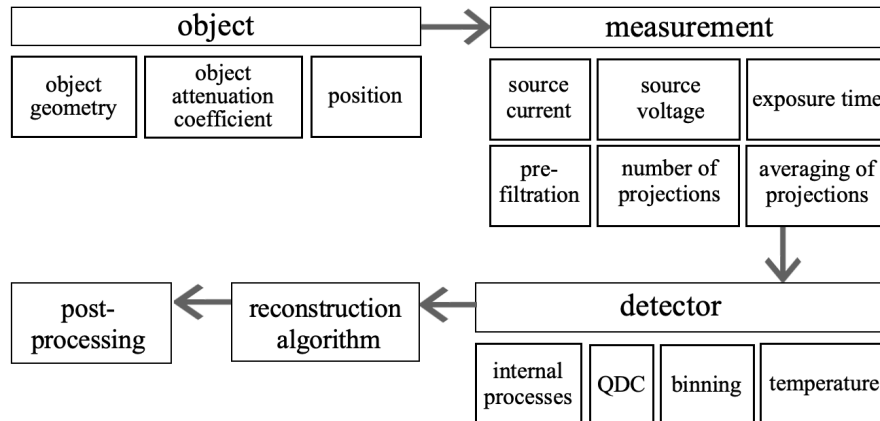 object
object
geometry
object
attenuation
coefficient
position
measurement
source
current
source
voltage
exposure time
pre-
filtration
number of
projections
averaging of
projections
detector
internal
processes
QDC
binning
temperature
reconstruction
algorithm
post-
processing